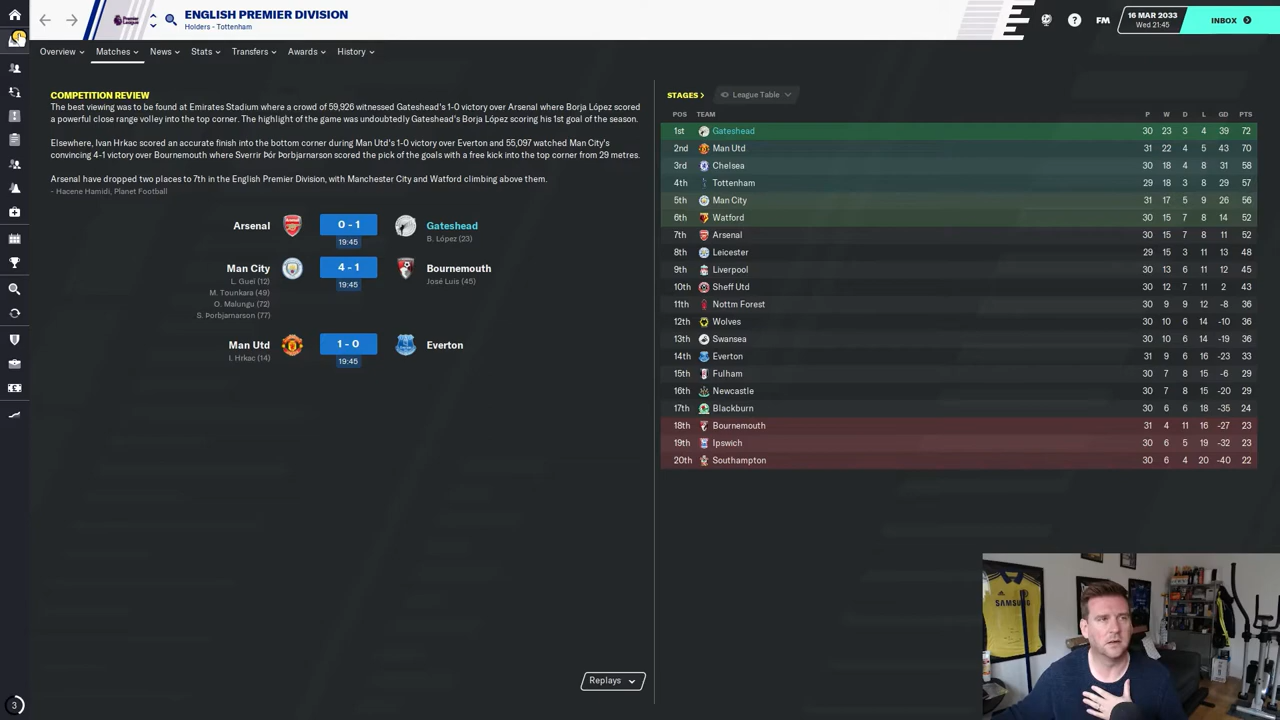 ENGLISH PREMIER DIVISION
Holders - Tottenham
FM
16 MAR 2033
Wed 21:45
INBOX
Overview
Matches
News
Stats
Transfers
Awards
History
COMPETITION REVIEW
The best viewing was to be found at Emirates Stadium where a crowd of 59,926 witnessed Gateshead's 1-0 victory over Arsenal where Borja López scored
a powerful close range volley into the top corner. The highlight of the game was undoubtedly Gateshead's Borja López scoring his 1st goal of the season.
Elsewhere, Ivan Hrkac scored an accurate finish into the bottom corner during Man Utd's 1-0 victory over Everton and 55,097 watched Man City's
convincing 4-1 victory over Bournemouth where Sverrir Þór Þorbjarnarson scored the pick of the goals with a free kick into the top corner from 29 metres.
Arsenal have dropped two places to 7th in the English Premier Division, with Manchester City and Watford climbing above them.
- Hacene Hamidi, Planet Football
Arsenal 0 - 1 Gateshead
19:45 B. López (23)
Man City 4 - 1 Bournemouth
L. Gueï (12) 19:45 José Luis (45)
M. Tounkara (49)
O. Malungu (72)
S. Þorbjarnarson (77)
Man Utd 1 - 0 Everton
I. Hrkac (14) 19:45
Replays
STAGES League Table
POS TEAM P W D L GD PTS
1st Gateshead 30 23 3 4 39 72
2nd Man Utd 31 22 4 5 43 70
3rd Chelsea 30 18 4 8 31 58
4th Tottenham 29 18 3 8 29 57
5th Man City 31 17 5 9 26 56
6th Watford 30 15 7 8 14 52
7th Arsenal 30 15 7 8 11 52
8th Leicester 30 15 3 11 13 48
9th Liverpool 30 13 6 11 12 45
10th Sheff Utd 30 12 7 11 2 43
11th Nottm Forest 30 9 9 12 -8 36
12th Wolves 30 10 6 14 -10 36
13th Swansea 30 10 6 14 -19 36
14th Everton 31 9 6 16 -23 33
15th Fulham 30 7 8 15 -6 29
16th Newcastle 30 7 8 15 -20 29
17th Blackburn 30 6 6 18 -35 24
18th Bournemouth 31 4 11 16 -27 23
19th Ipswich 30 6 5 19 -32 23
20th Southampton 30 6 4 20 -40 22
SAMSUNG
3